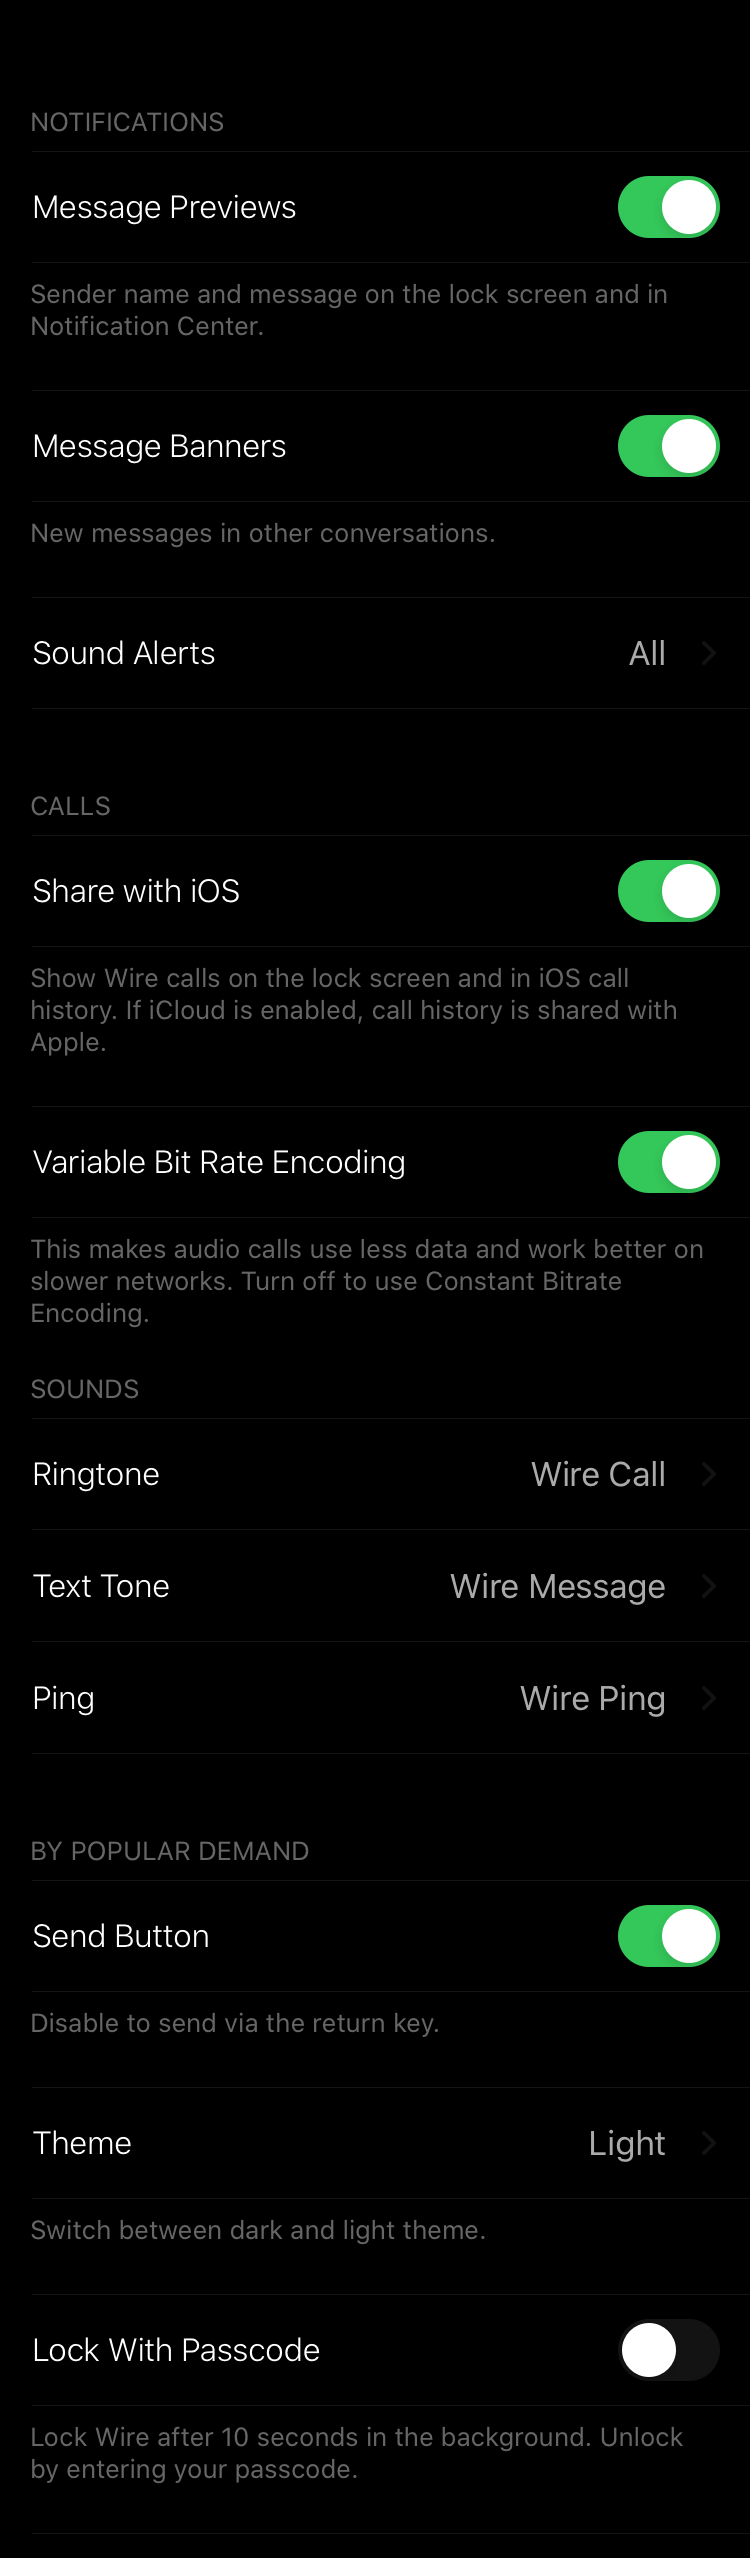 NOTIFICATIONS
Message Previews
Sender name and message on the lock screen and in
Notification Center.
Message Banners
New messages in other conversations.
Sound Alerts All
CALLS
Share with iOS
Show Wire calls on the lock screen and in iOS call
history. If iCloud is enabled, call history is shared with
Apple.
Variable Bit Rate Encoding
This makes audio calls use less data and work better on
slower networks. Turn off to use Constant Bitrate
Encoding.
SOUNDS
Ringtone Wire Call
Text Tone Wire Message
Ping Wire Ping
BY POPULAR DEMAND
Send Button
Disable to send via the return key.
Theme Light
Switch between dark and light theme.
Lock With Passcode
Lock Wire after 10 seconds in the background. Unlock
by entering your passcode.